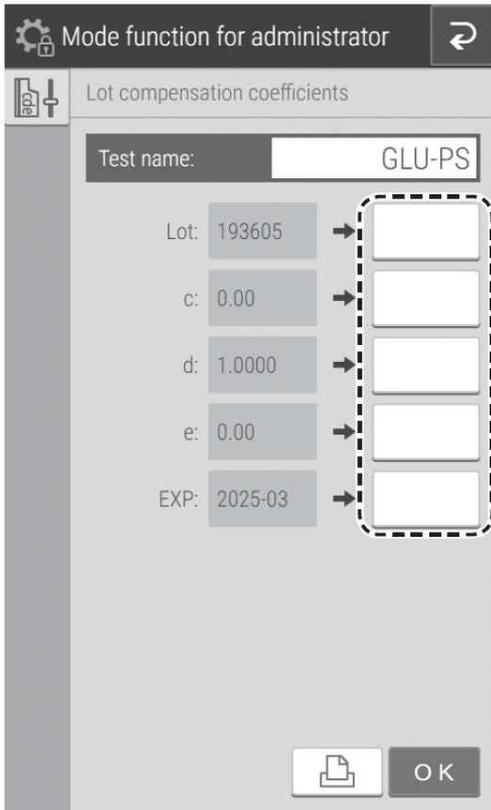 Mode function for administrator
cde
Lot compensation coefficients
Test name: GLU-PS
Lot: 193605
c: 0.00
d: 1.0000
e: 0.00
EXP: 2025-03
OK